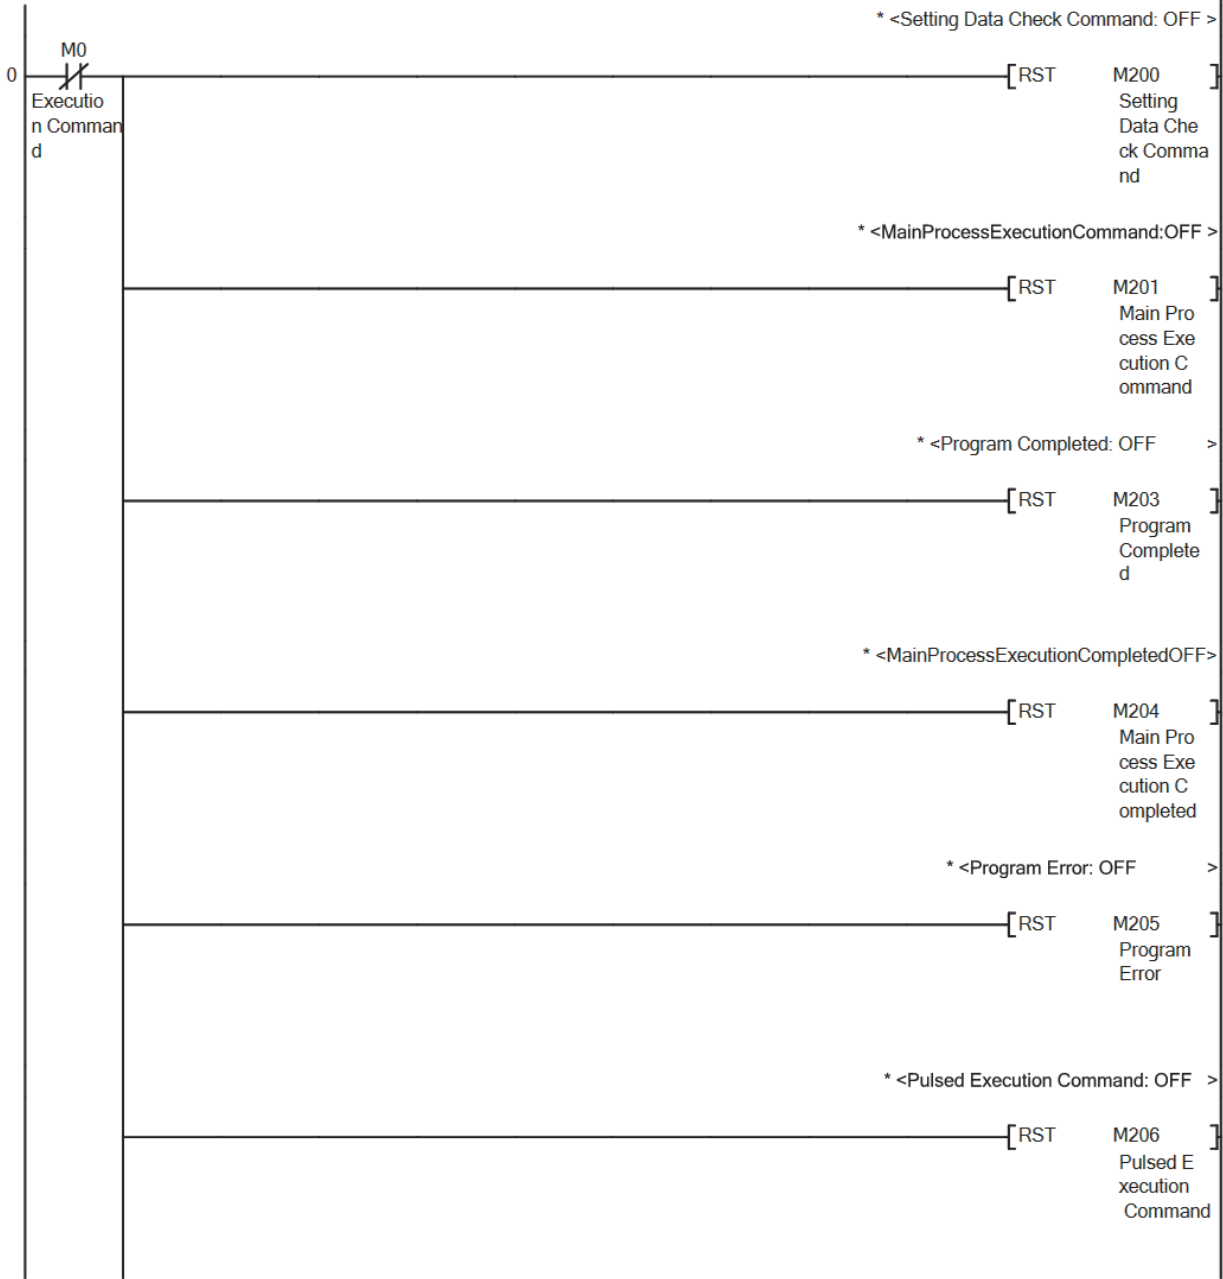 * <Setting Data Check Command: OFF >
M0
0
[RST M200 ]
Executio
n Comman
d
Setting
Data Che
ck Comma
nd
* <MainProcessExecutionCommand:OFF >
[RST M201 ]
Main Pro
cess Exe
cution C
ommand
* <Program Completed: OFF >
[RST M203 ]
Program
Complete
d
* <MainProcessExecutionCompletedOFF>
[RST M204 ]
Main Pro
cess Exe
cution C
ompleted
* <Program Error: OFF >
[RST M205 ]
Program
Error
* <Pulsed Execution Command: OFF >
[RST M206 ]
Pulsed E
xecution
Command